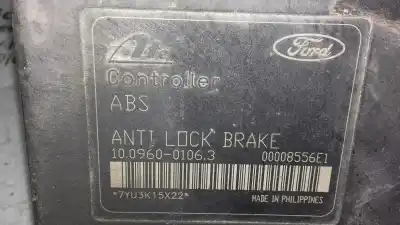 ATE
Ford
Controller
ABS
ANTI LOCK BRAKE
10.0960-0106.3 00008556E1
*7YU3K15X22*
MADE IN PHILIPPINES